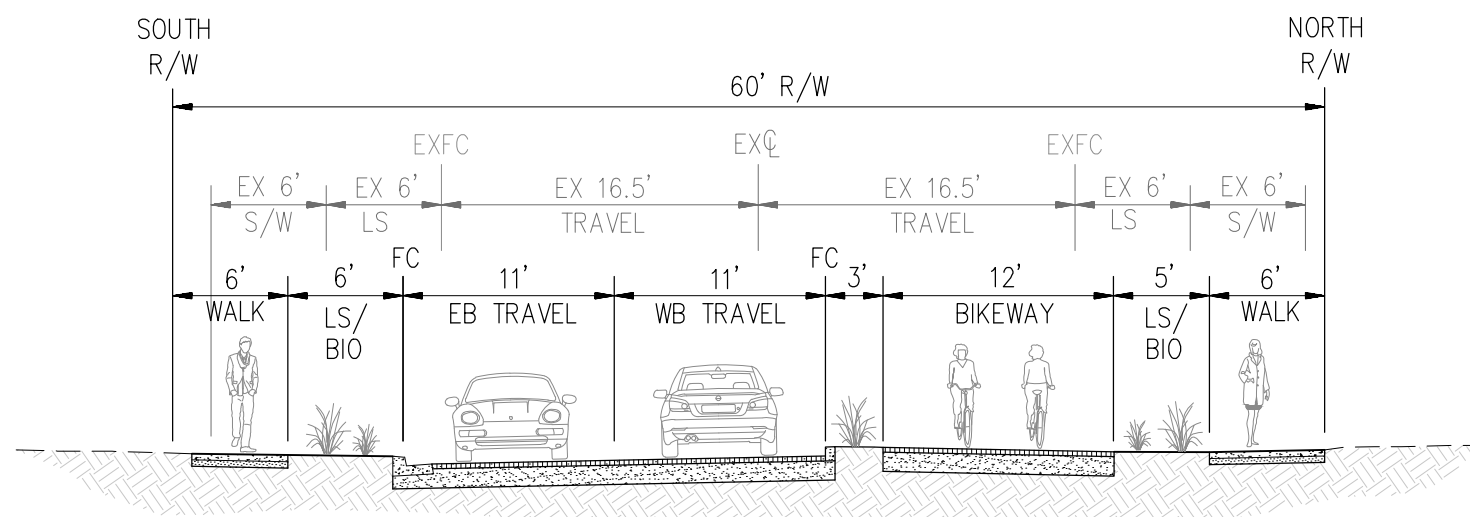 SOUTH
R/W
NORTH
R/W
60' R/W
EXFC
EX℄
EXFC
EX 6'
S/W
EX 6'
LS
EX 16.5'
TRAVEL
EX 16.5'
TRAVEL
EX 6'
LS
EX 6'
S/W
FC
FC
6'
WALK
6'
LS/
BIO
11'
EB TRAVEL
11'
WB TRAVEL
3'
12'
BIKEWAY
5'
LS/
BIO
6'
WALK